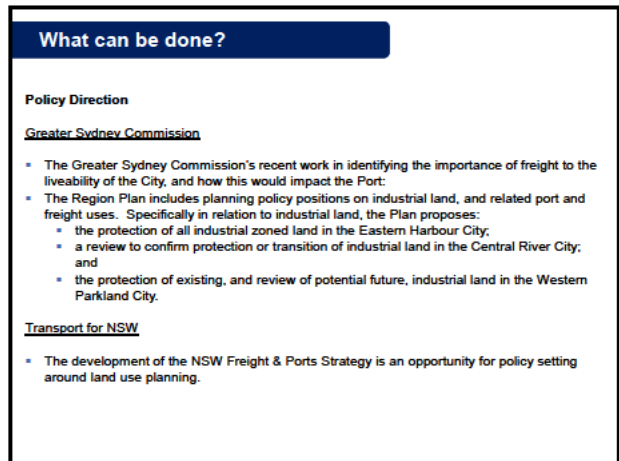 What can be done?
Policy Direction
Greater Sydney Commission
▪ The Greater Sydney Commission's recent work in identifying the importance of freight to the
liveability of the City, and how this would impact the Port:
▪ The Region Plan includes planning policy positions on industrial land, and related port and
freight uses. Specifically in relation to industrial land, the Plan proposes:
▪ the protection of all industrial zoned land in the Eastern Harbour City;
▪ a review to confirm protection or transition of industrial land in the Central River City;
and
▪ the protection of existing, and review of potential future, industrial land in the Western
Parkland City.
Transport for NSW
▪ The development of the NSW Freight & Ports Strategy is an opportunity for policy setting
around land use planning.